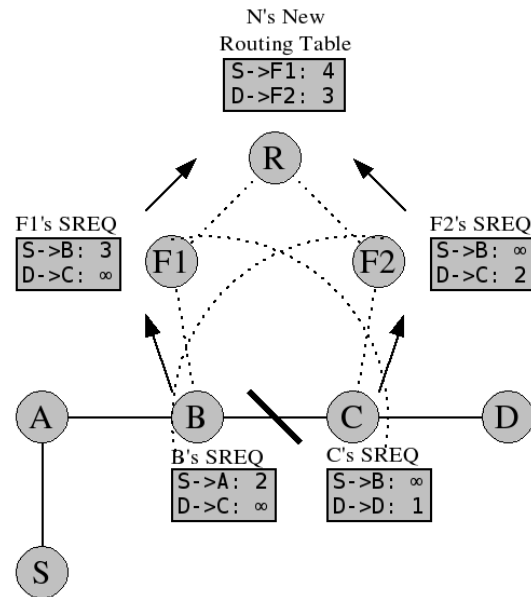 N's New
Routing Table
S->F1: 4
D->F2: 3
R
F1's SREQ
S->B: 3
D->C: ∞
F1
F2
F2's SREQ
S->B: ∞
D->C: 2
A
B
C
D
B's SREQ
S->A: 2
D->C: ∞
C's SREQ
S->B: ∞
D->D: 1
S